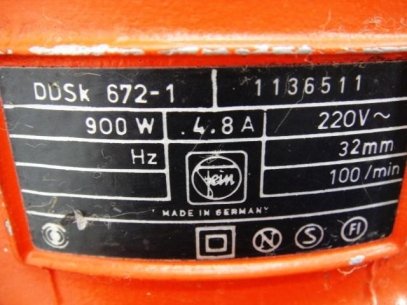 DDSk 672-1 1136511
900 W 4.8 A 220V~
Hz fein 32mm
100/min
MADE IN GERMANY
N S FI